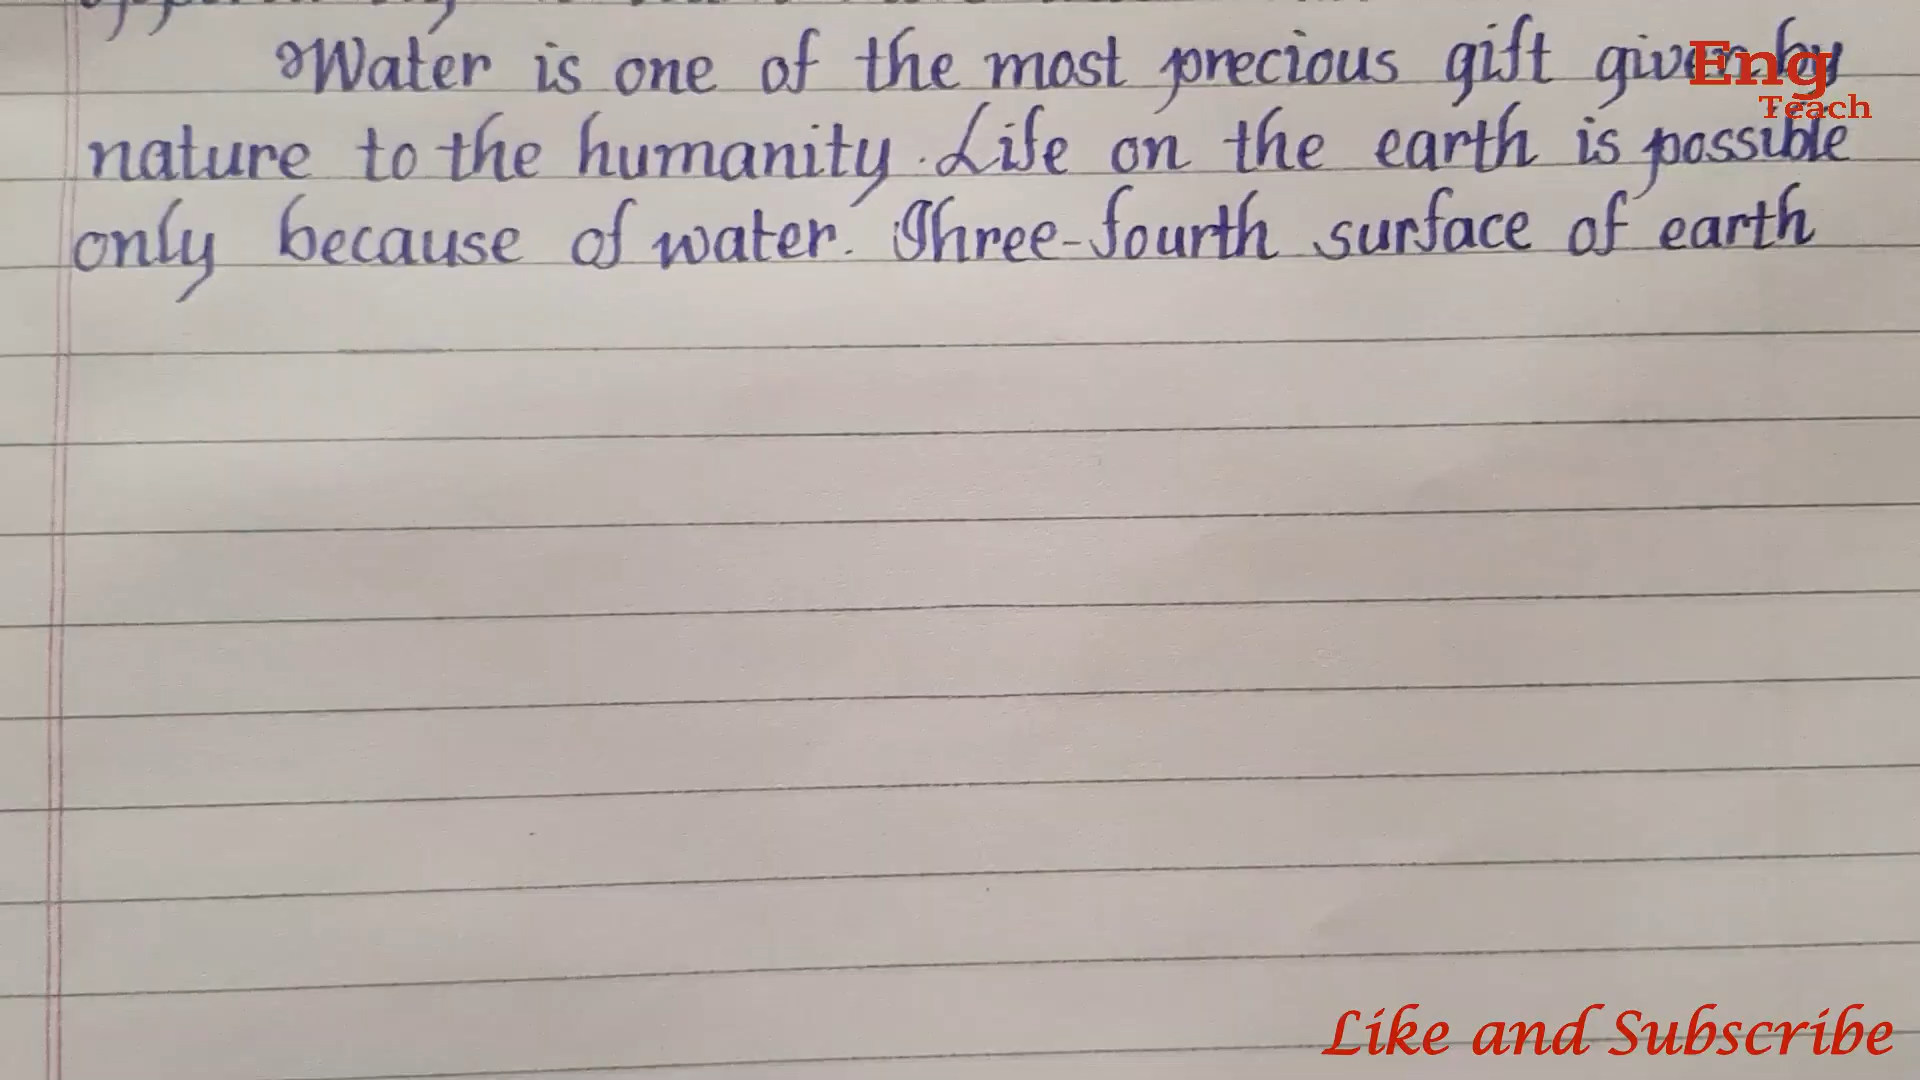 Water is one of the most precious gift given by
Eng
Teach
nature to the humanity. Life on the earth is possible
only because of water. Three-fourth surface of earth
Like and Subscribe